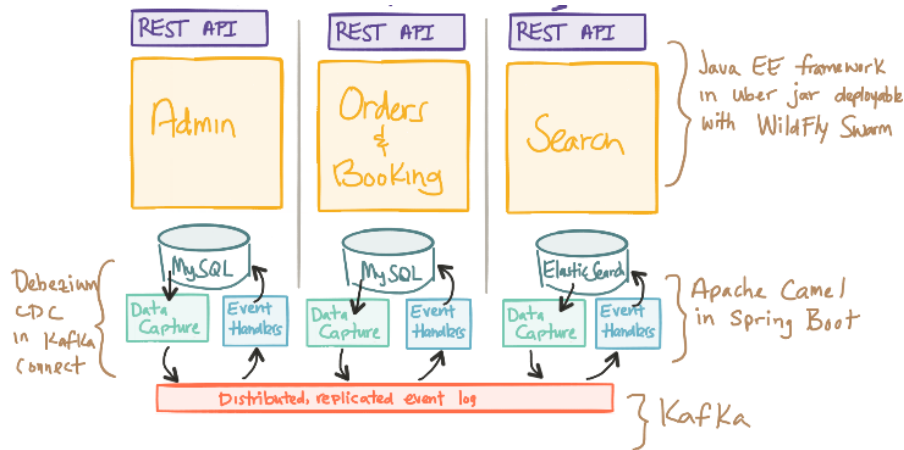 REST API
REST API
REST API
Admin
Orders
&
Booking
Search
Java EE framework
in uber jar deployable
with WildFly Swarm
MySQL
MySQL
Elastic Search
Debezium
CDC
in Kafka
Connect
Data
Capture
Event
Handlers
Data
Capture
Event
Handlers
Data
Capture
Event
Handlers
Apache Camel
in Spring Boot
Distributed, replicated event log
Kafka